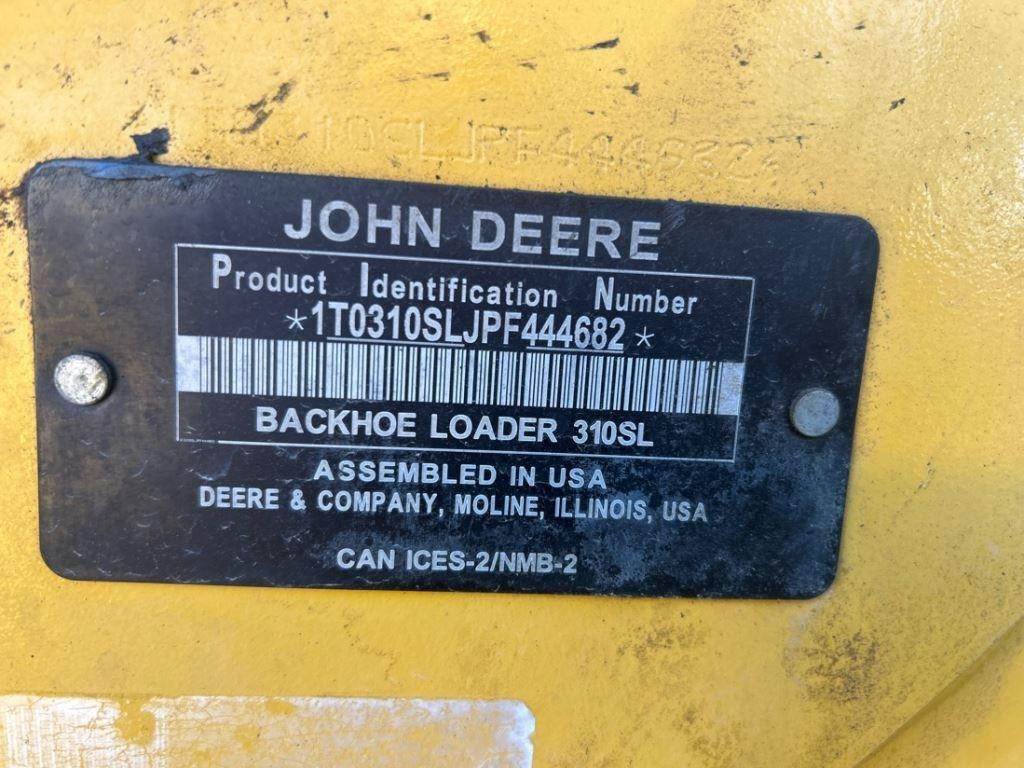 10SLJPF444682*
JOHN DEERE
Product Identification Number
*1T0310SLJPF444682*
BACKHOE LOADER 310SL
ASSEMBLED IN USA
DEERE & COMPANY, MOLINE, ILLINOIS, USA
CAN ICES-2/NMB-2